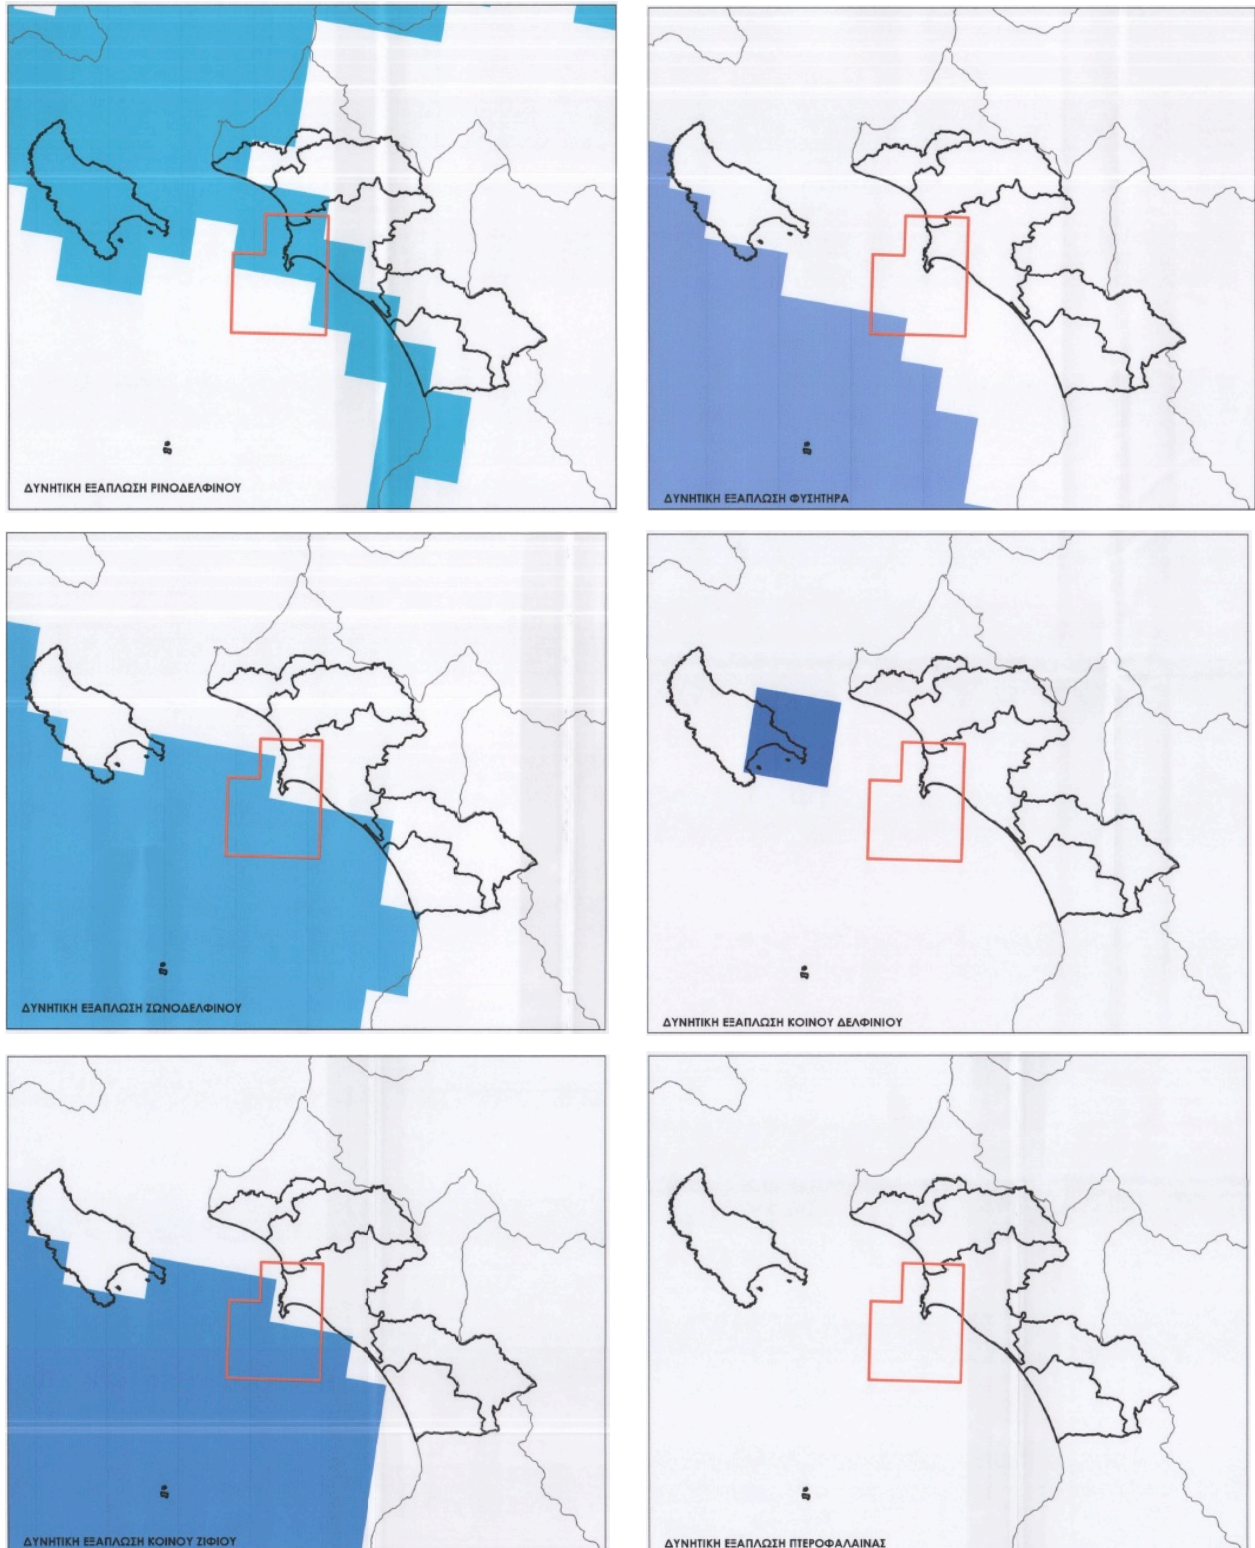 ΔΥΝΗΤΙΚΗ ΕΞΑΠΛΩΣΗ ΡΙΝΟΔΕΛΦΙΝΟΥ
ΔΥΝΗΤΙΚΗ ΕΞΑΠΛΩΣΗ ΦΥΣΗΤΗΡΑ
ΔΥΝΗΤΙΚΗ ΕΞΑΠΛΩΣΗ ΖΩΝΟΔΕΛΦΙΝΟΥ
ΔΥΝΗΤΙΚΗ ΕΞΑΠΛΩΣΗ ΚΟΙΝΟΥ ΔΕΛΦΙΝΙΟΥ
ΔΥΝΗΤΙΚΗ ΕΞΑΠΛΩΣΗ ΚΟΙΝΟΥ ΖΙΦΙΟΥ
ΔΥΝΗΤΙΚΗ ΕΞΑΠΛΩΣΗ ΠΤΕΡΟΦΑΛΑΙΝΑΣ